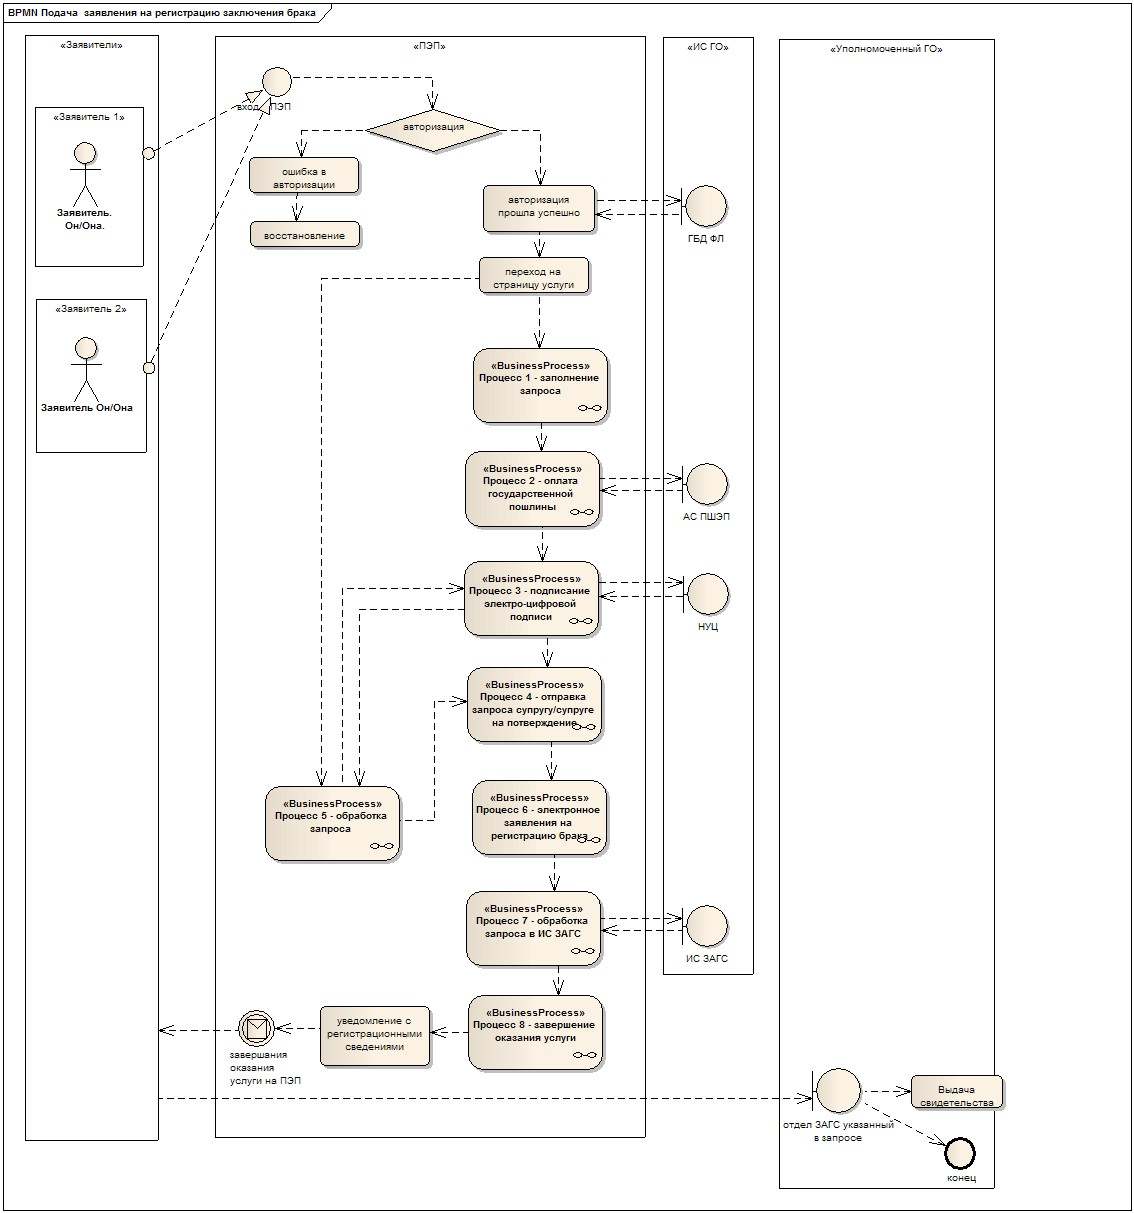 BPMN Подача заявления на регистрацию заключения брака
«Заявители»
«Заявитель 1»
Заявитель.
Он/Она.
«Заявитель 2»
Заявитель Он/Она
«ПЭП»
вход ПЭП
авторизация
ошибка в
авторизации
восстановление
авторизация
прошла успешно
переход на
страницу услуги
«BusinessProcess»
Процесс 1 - заполнение
запроса
«BusinessProcess»
Процесс 2 - оплата
государственной
пошлины
«BusinessProcess»
Процесс 3 - подписание
электро-цифровой
подписи
«BusinessProcess»
Процесс 4 - отправка
запроса супругу/супруге
на потверждение
«BusinessProcess»
Процесс 5 - обработка
запроса
«BusinessProcess»
Процесс 6 - электронное
заявления на
регистрацию брака
«BusinessProcess»
Процесс 7 - обработка
запроса в ИС ЗАГС
«BusinessProcess»
Процесс 8 - завершение
оказания услуги
уведомление с
регистрационными
сведениями
завершания
оказания
услуги на ПЭП
«ИС ГО»
ГБД ФЛ
АС ПШЭП
НУЦ
ИС ЗАГС
«Уполномоченный ГО»
отдел ЗАГС указанный
в запросе
Выдача
свидетельства
конец